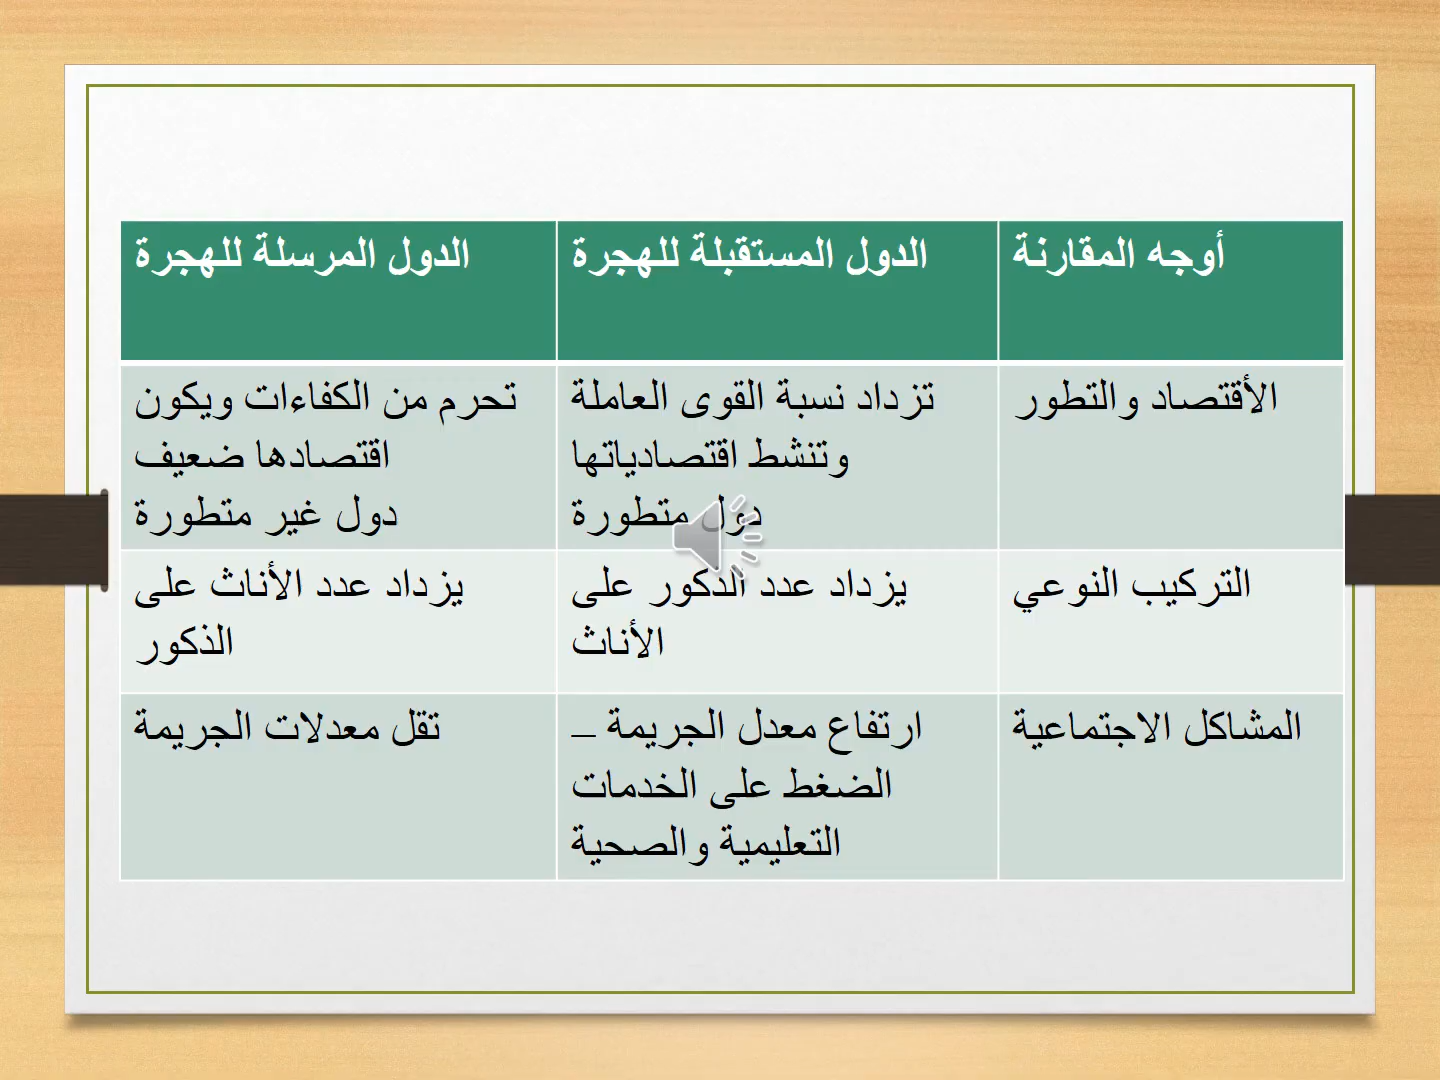 أوجه المقارنة
الدول المستقبلة للهجرة
الدول المرسلة للهجرة
الأقتصاد والتطور
تزداد نسبة القوى العاملة
وتنشط اقتصادياتها
دول متطورة
تحرم من الكفاءات ويكون
اقتصادها ضعيف
دول غير متطورة
التركيب النوعي
يزداد عدد الذكور على
الأناث
يزداد عدد الأناث على
الذكور
المشاكل الاجتماعية
ارتفاع معدل الجريمة –
الضغط على الخدمات
التعليمية والصحية
تقل معدلات الجريمة